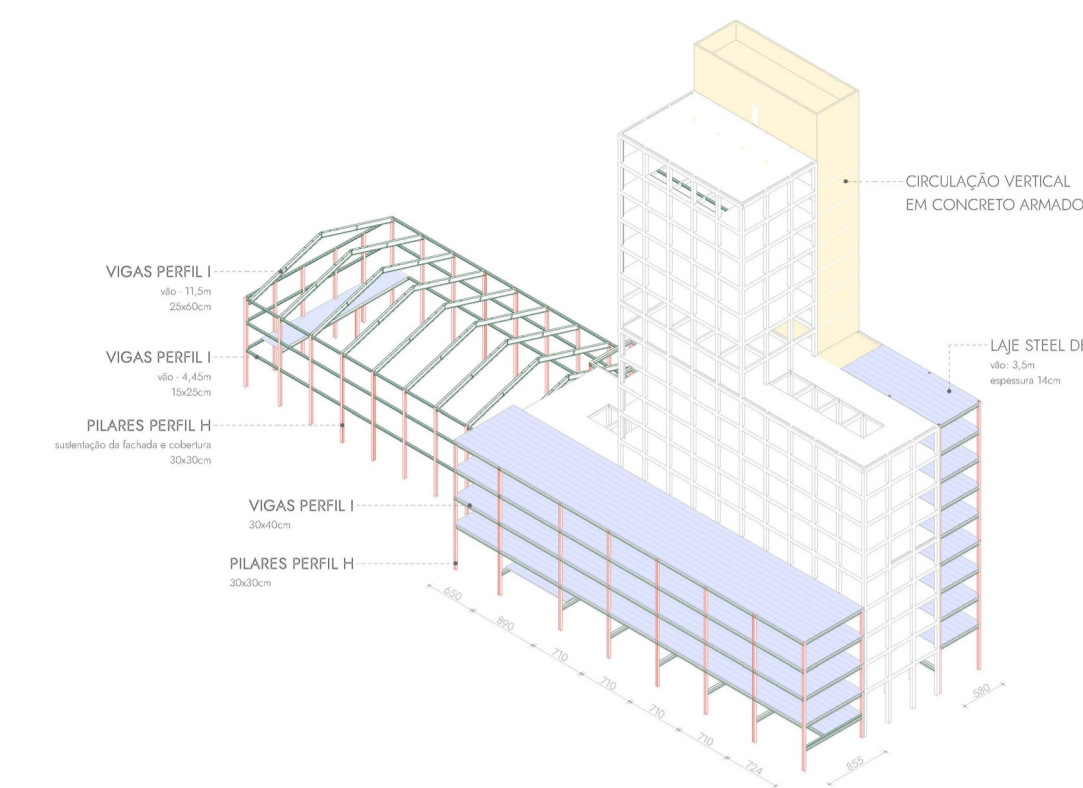 CIRCULAÇÃO VERTICAL
EM CONCRETO ARMADO
VIGAS PERFIL I
vão - 11,5m
25x60cm
VIGAS PERFIL I
vão - 4,45m
15x25cm
PILARES PERFIL H
sustentação da fachada e cobertura
30x30cm
LAJE STEEL DE
vão: 3,5m
espessura 14cm
VIGAS PERFIL I
30x40cm
PILARES PERFIL H
30x30cm
650
890
710
710
710
710
724
855
580